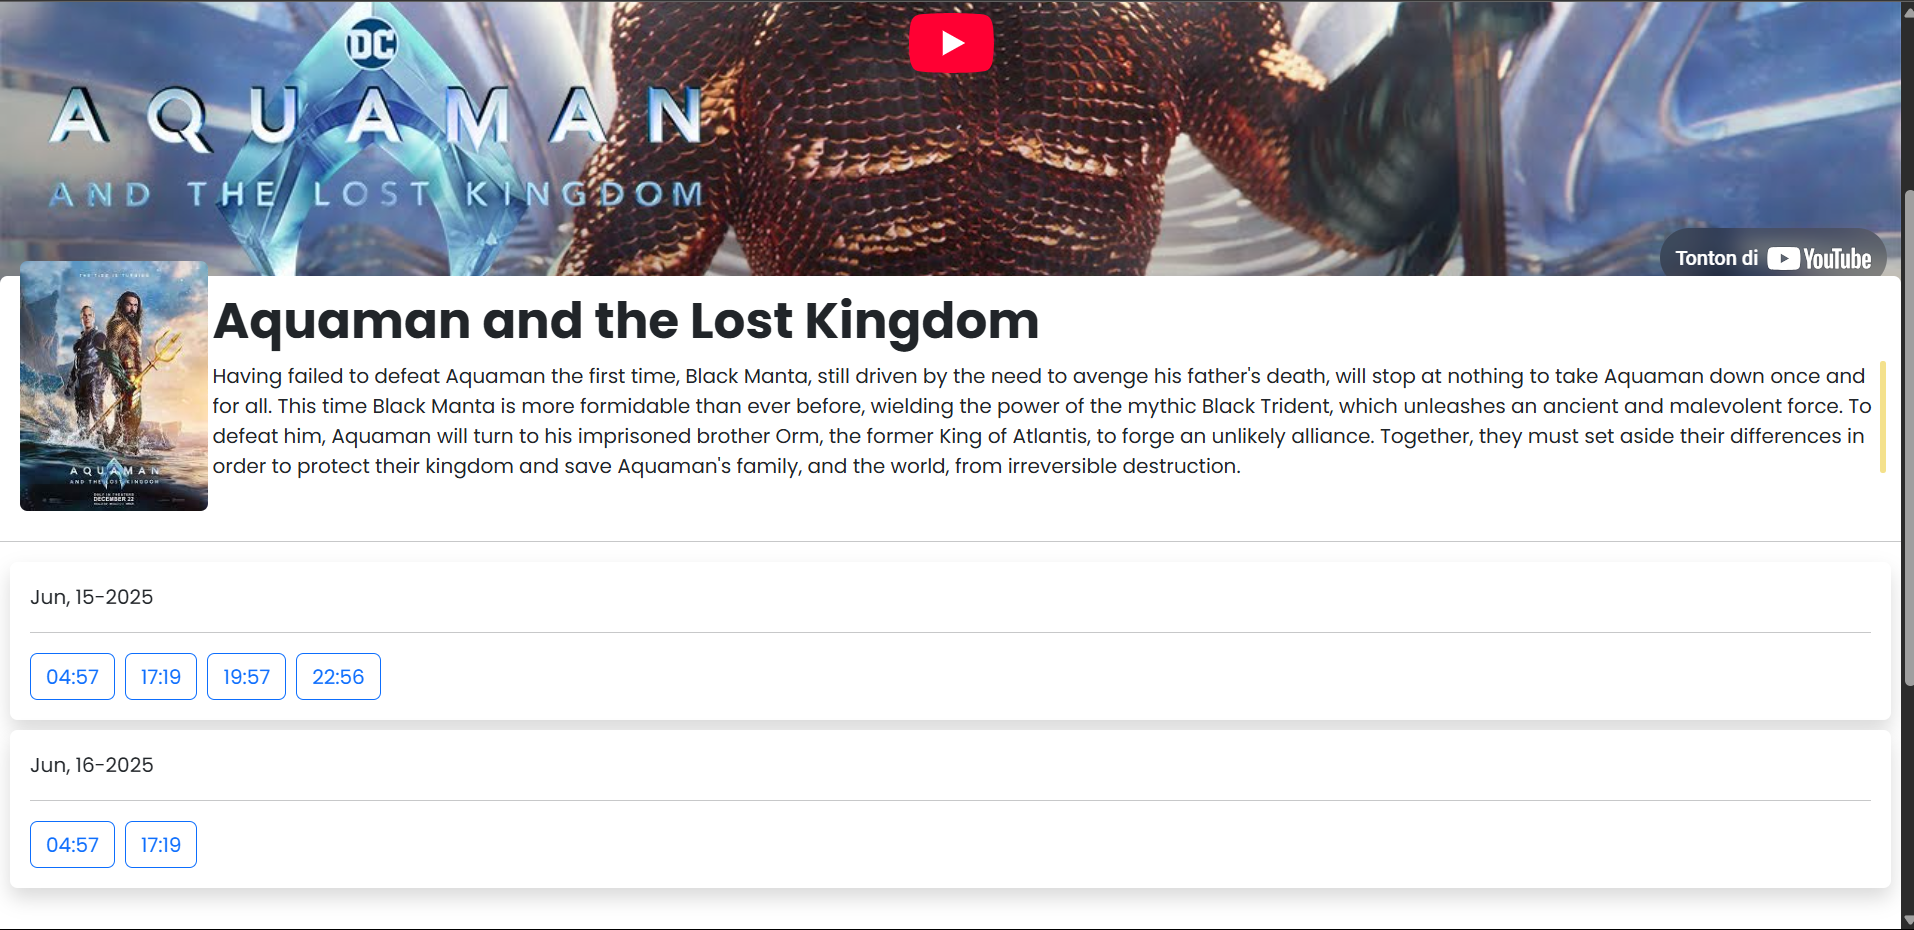 DC
AQUAMAN
AND THE LOST KINGDOM
Tonton di YouTube
THE TIDE IS TURNING
AQUAMAN
AND THE LOST KINGDOM
ONLY IN THEATERS
DECEMBER 22
Aquaman and the Lost Kingdom
Having failed to defeat Aquaman the first time, Black Manta, still driven by the need to avenge his father's death, will stop at nothing to take Aquaman down once and
for all. This time Black Manta is more formidable than ever before, wielding the power of the mythic Black Trident, which unleashes an ancient and malevolent force. To
defeat him, Aquaman will turn to his imprisoned brother Orm, the former King of Atlantis, to forge an unlikely alliance. Together, they must set aside their differences in
order to protect their kingdom and save Aquaman's family, and the world, from irreversible destruction.
Jun, 15-2025
04:57 17:19 19:57 22:56
Jun, 16-2025
04:57 17:19